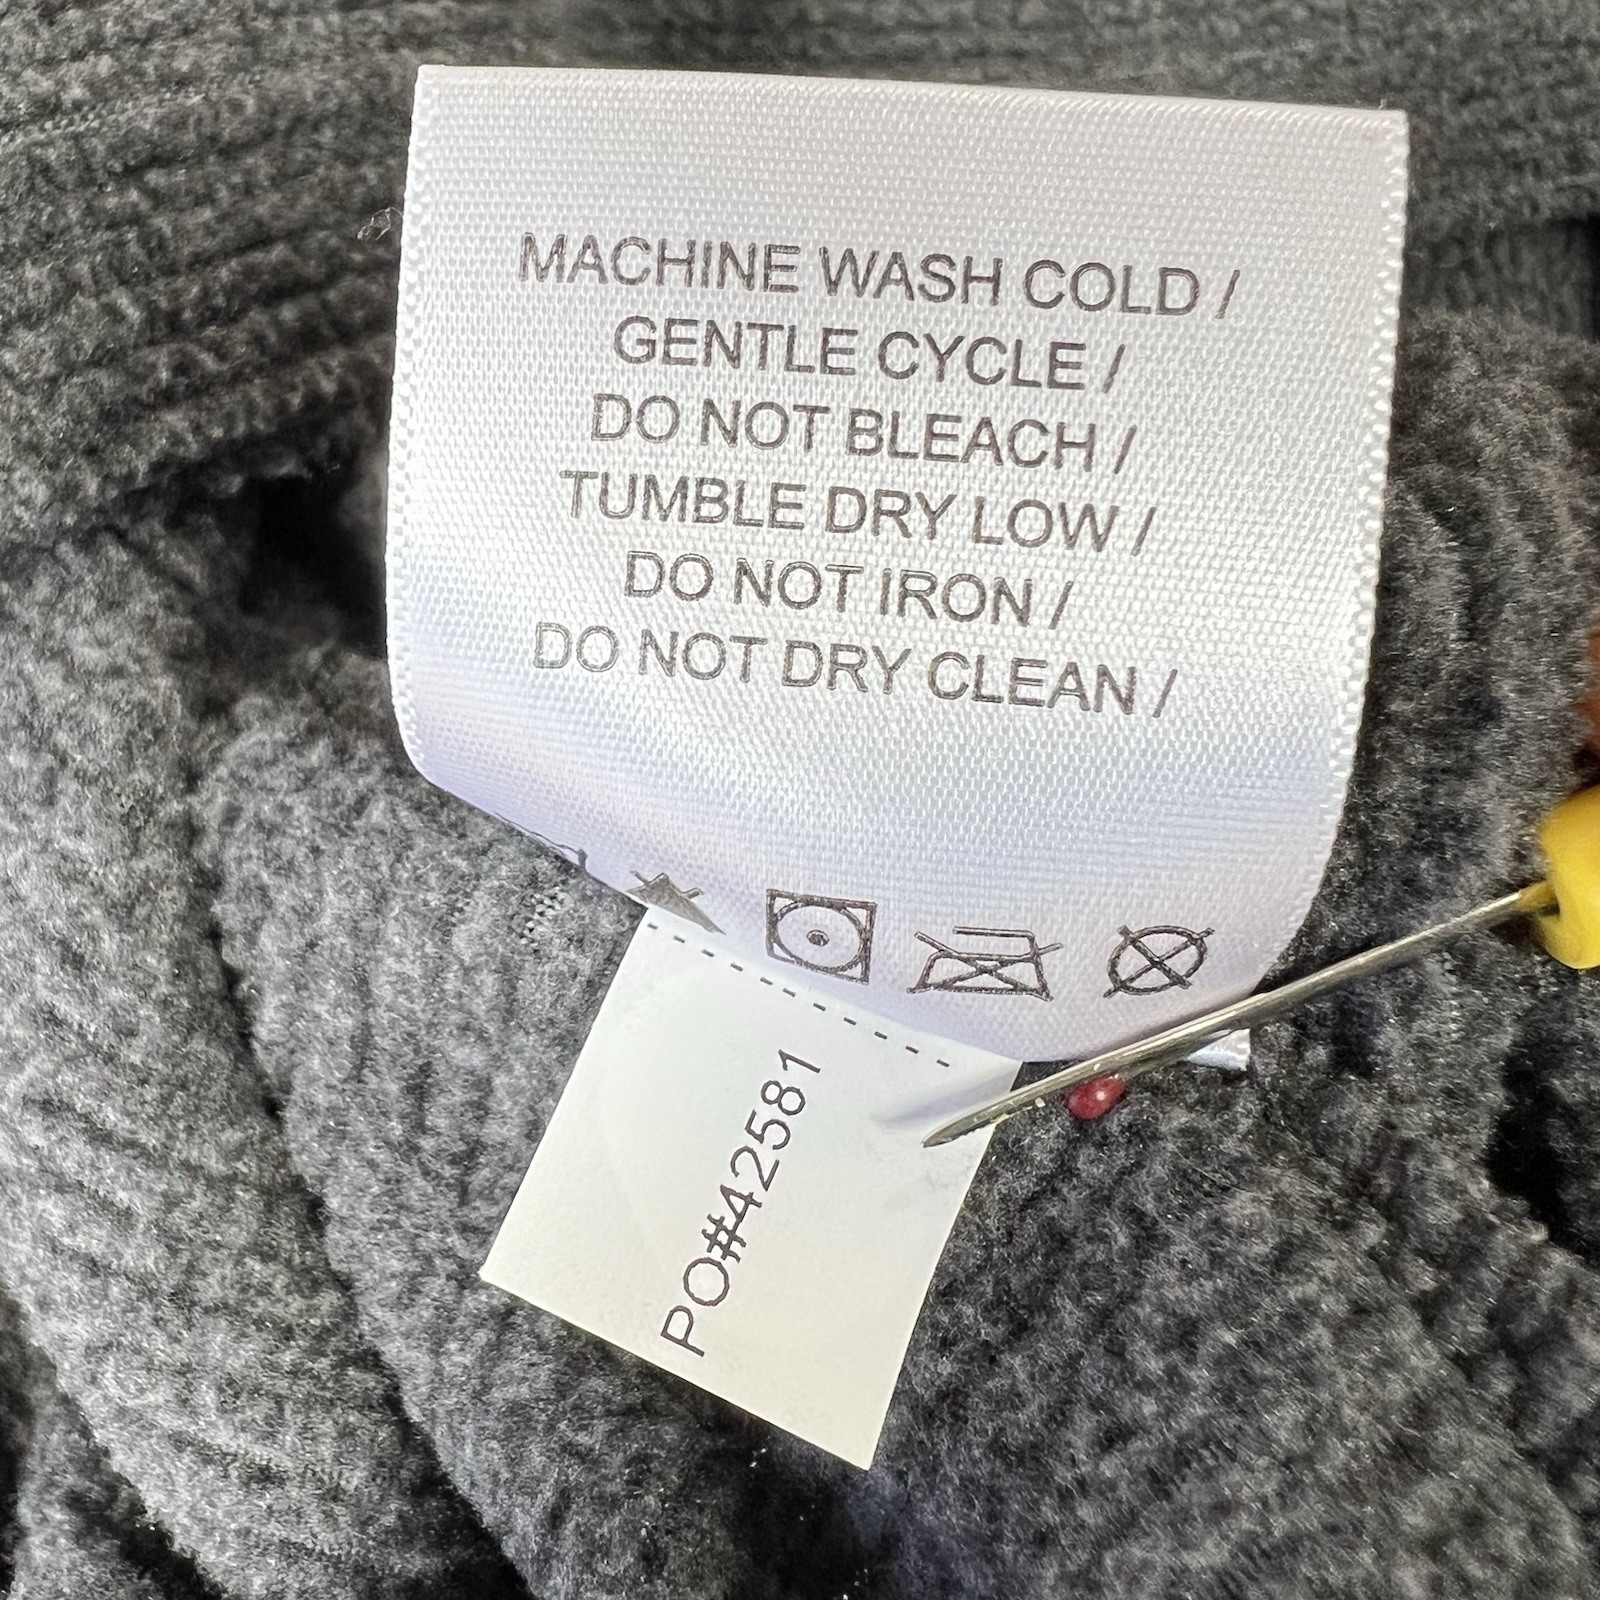 MACHINE WASH COLD /
GENTLE CYCLE /
DO NOT BLEACH /
TUMBLE DRY LOW /
DO NOT IRON /
DO NOT DRY CLEAN /
PO#42581